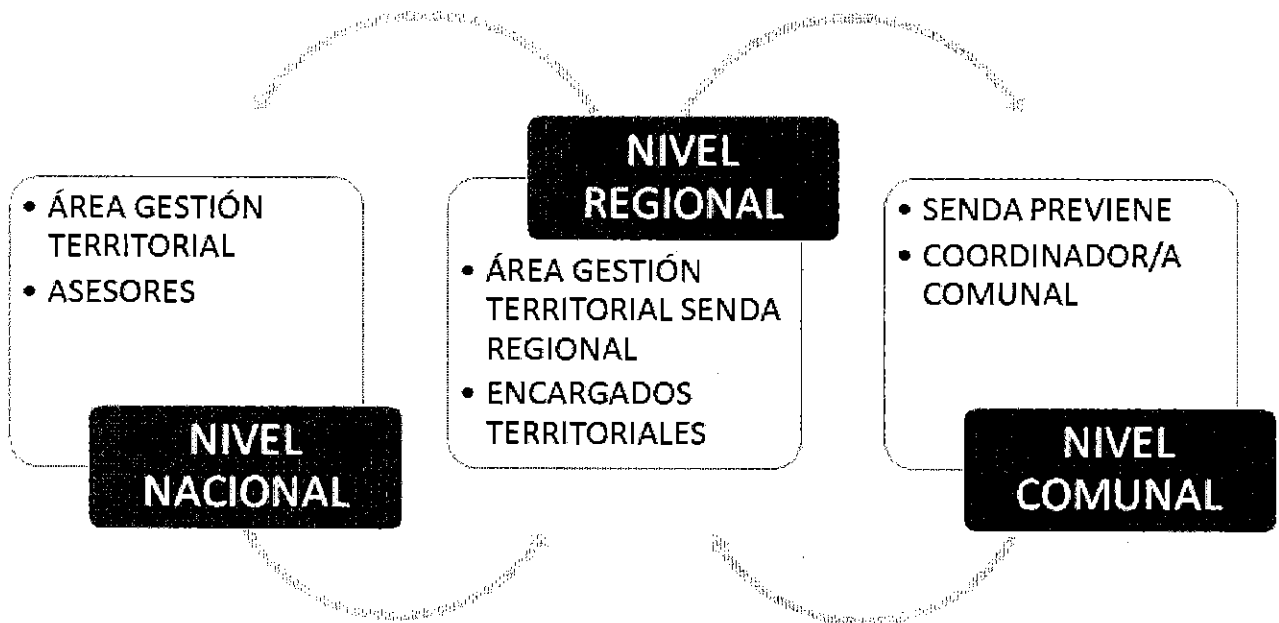 • ÁREA GESTIÓN
TERRITORIAL
• ASESORES
NIVEL
NACIONAL
NIVEL
REGIONAL
• ÁREA GESTIÓN
TERRITORIAL SENDA
REGIONAL
• ENCARGADOS
TERRITORIALES
• SENDA PREVIENE
• COORDINADOR/A
COMUNAL
NIVEL
COMUNAL